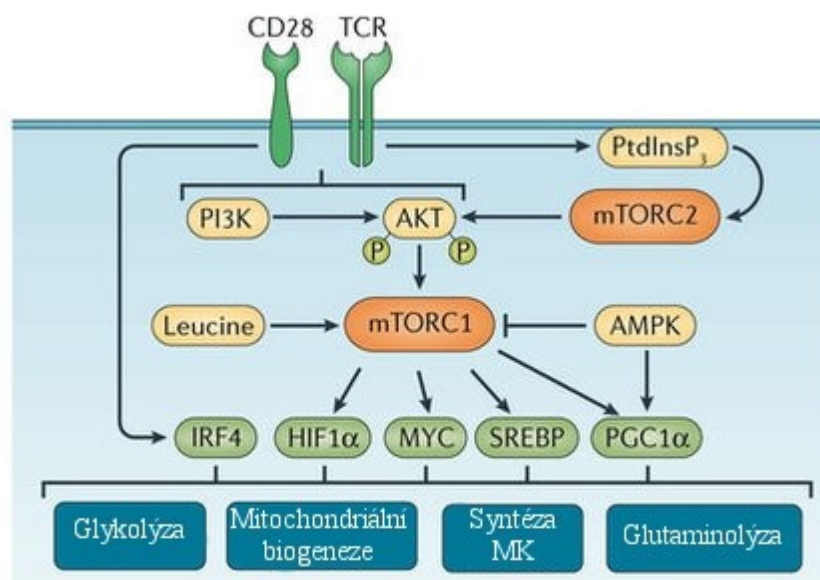 CD28 TCR
PtdInsP3
PI3K AKT mTORC2
P P
Leucine mTORC1 AMPK
IRF4 HIF1α MYC SREBP PGC1α
Glykolýza
Mitochondriální
biogeneze
Syntéza
MK
Glutaminolýza